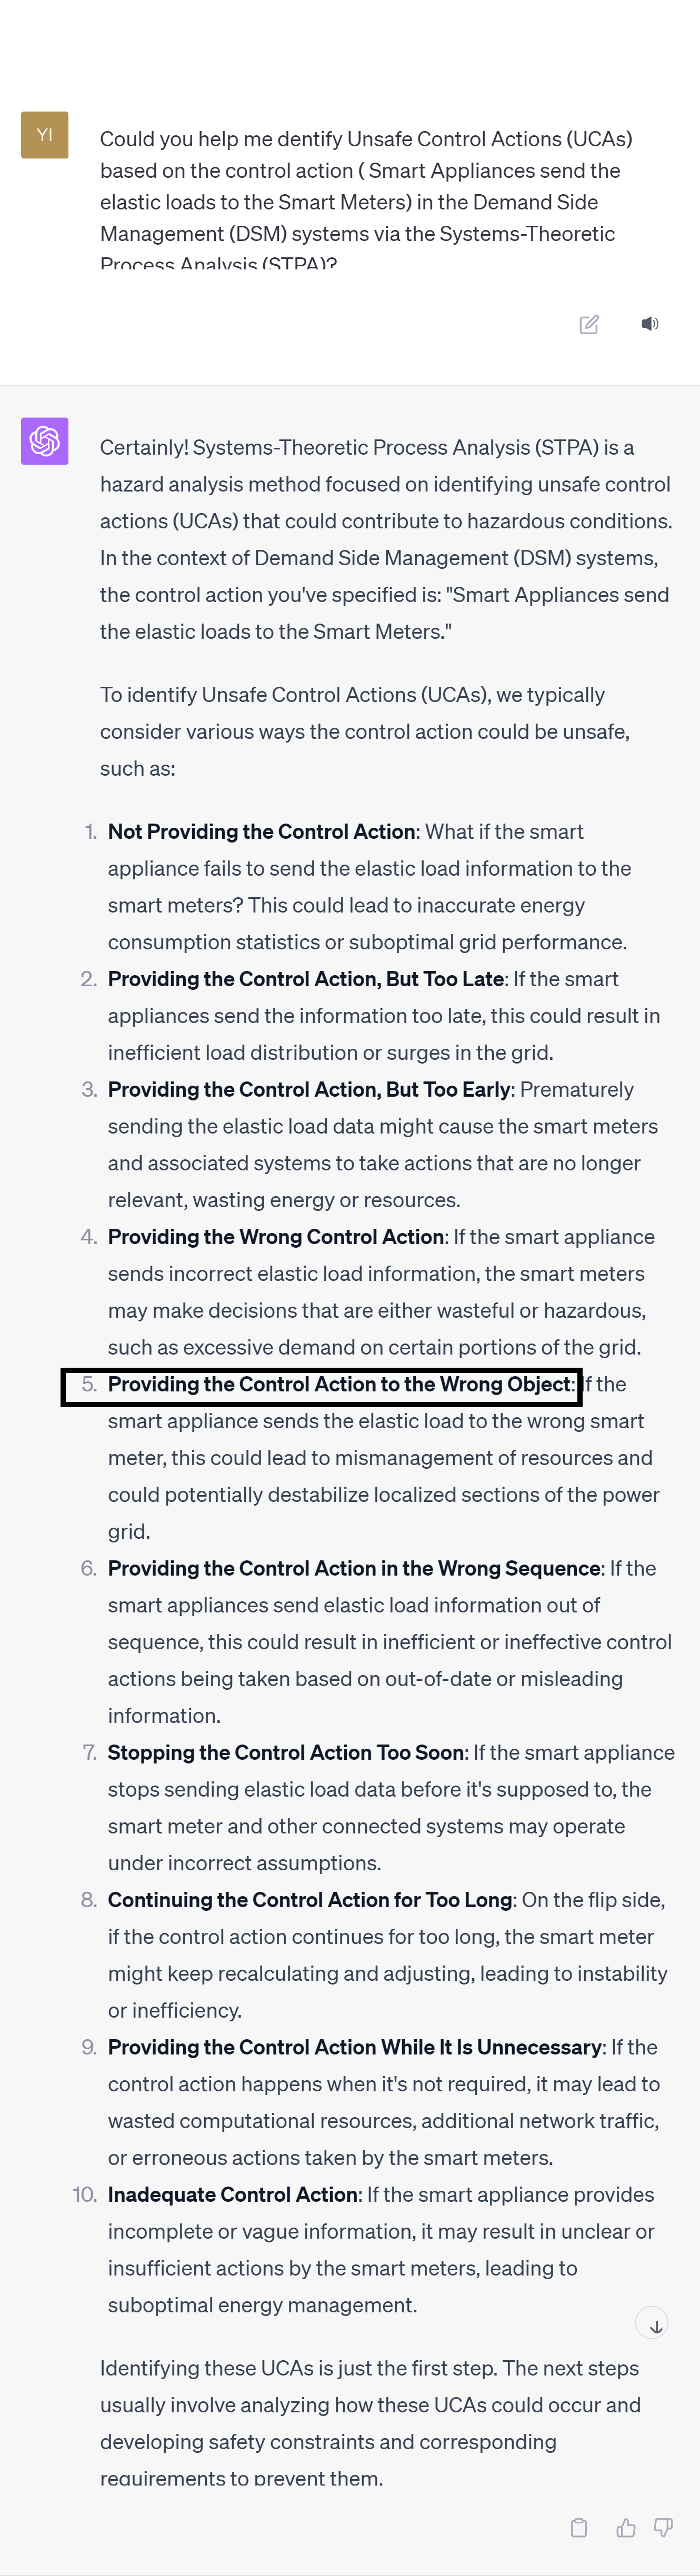 YI
Could you help me dentify Unsafe Control Actions (UCAs)
based on the control action ( Smart Appliances send the
elastic loads to the Smart Meters) in the Demand Side
Management (DSM) systems via the Systems-Theoretic
Process Analysis (STPA)?
Certainly! Systems-Theoretic Process Analysis (STPA) is a
hazard analysis method focused on identifying unsafe control
actions (UCAs) that could contribute to hazardous conditions.
In the context of Demand Side Management (DSM) systems,
the control action you've specified is: "Smart Appliances send
the elastic loads to the Smart Meters."
To identify Unsafe Control Actions (UCAs), we typically
consider various ways the control action could be unsafe,
such as:
1. Not Providing the Control Action: What if the smart
appliance fails to send the elastic load information to the
smart meters? This could lead to inaccurate energy
consumption statistics or suboptimal grid performance.
2. Providing the Control Action, But Too Late: If the smart
appliances send the information too late, this could result in
inefficient load distribution or surges in the grid.
3. Providing the Control Action, But Too Early: Prematurely
sending the elastic load data might cause the smart meters
and associated systems to take actions that are no longer
relevant, wasting energy or resources.
4. Providing the Wrong Control Action: If the smart appliance
sends incorrect elastic load information, the smart meters
may make decisions that are either wasteful or hazardous,
such as excessive demand on certain portions of the grid.
5. Providing the Control Action to the Wrong Object: If the
smart appliance sends the elastic load to the wrong smart
meter, this could lead to mismanagement of resources and
could potentially destabilize localized sections of the power
grid.
6. Providing the Control Action in the Wrong Sequence: If the
smart appliances send elastic load information out of
sequence, this could result in inefficient or ineffective control
actions being taken based on out-of-date or misleading
information.
7. Stopping the Control Action Too Soon: If the smart appliance
stops sending elastic load data before it's supposed to, the
smart meter and other connected systems may operate
under incorrect assumptions.
8. Continuing the Control Action for Too Long: On the flip side,
if the control action continues for too long, the smart meter
might keep recalculating and adjusting, leading to instability
or inefficiency.
9. Providing the Control Action While It Is Unnecessary: If the
control action happens when it's not required, it may lead to
wasted computational resources, additional network traffic,
or erroneous actions taken by the smart meters.
10. Inadequate Control Action: If the smart appliance provides
incomplete or vague information, it may result in unclear or
insufficient actions by the smart meters, leading to
suboptimal energy management.
Identifying these UCAs is just the first step. The next steps
usually involve analyzing how these UCAs could occur and
developing safety constraints and corresponding
requirements to prevent them.